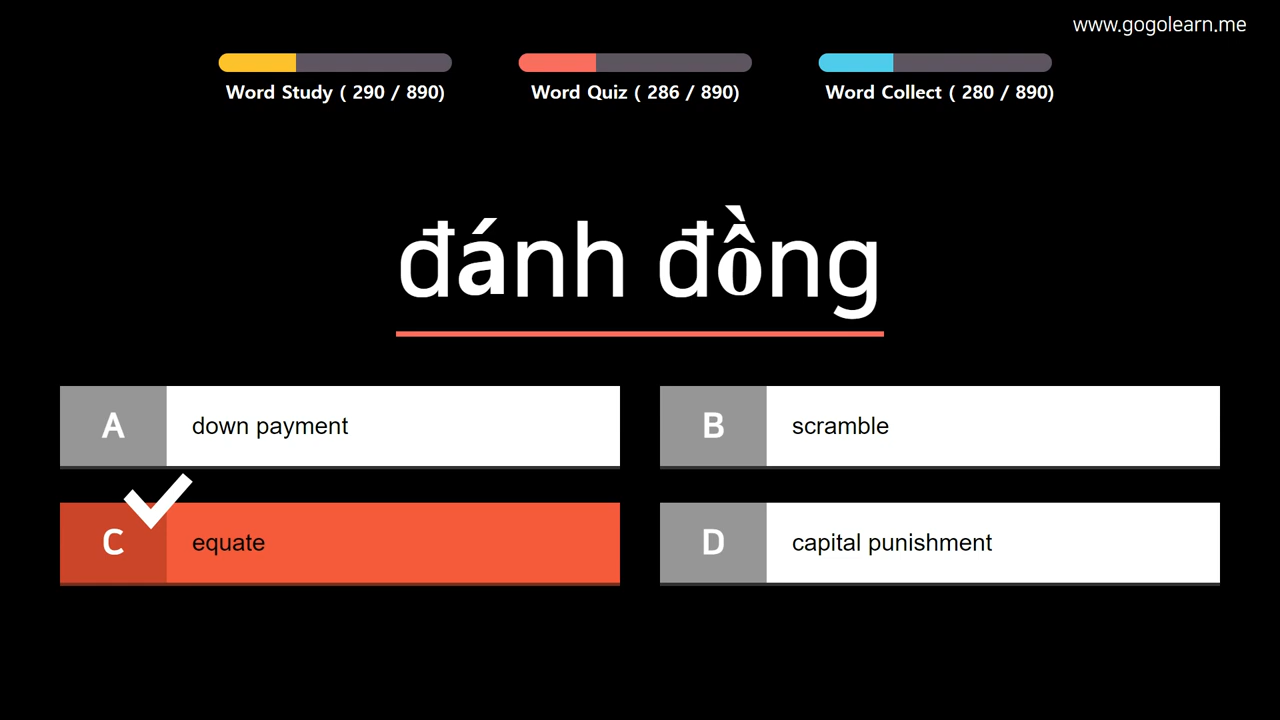 www.gogolearn.me
Word Study ( 290 / 890)
Word Quiz ( 286 / 890)
Word Collect ( 280 / 890)
đánh đồng
A down payment
B scramble
C equate
D capital punishment